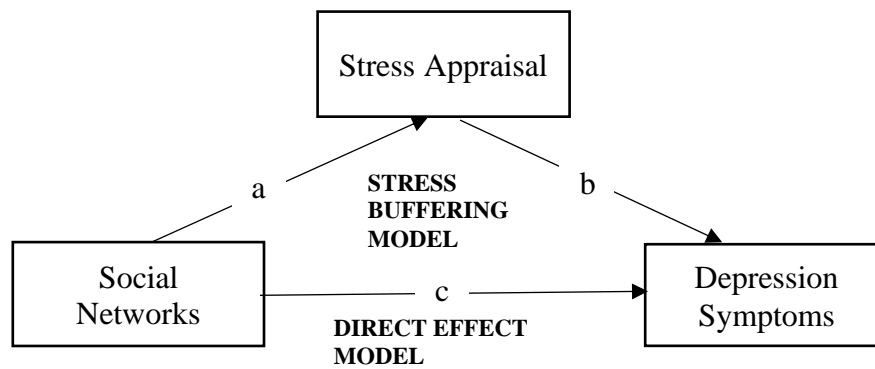 Stress Appraisal
a
b
STRESS
BUFFERING
MODEL
Social
Networks
c
Depression
Symptoms
DIRECT EFFECT
MODEL